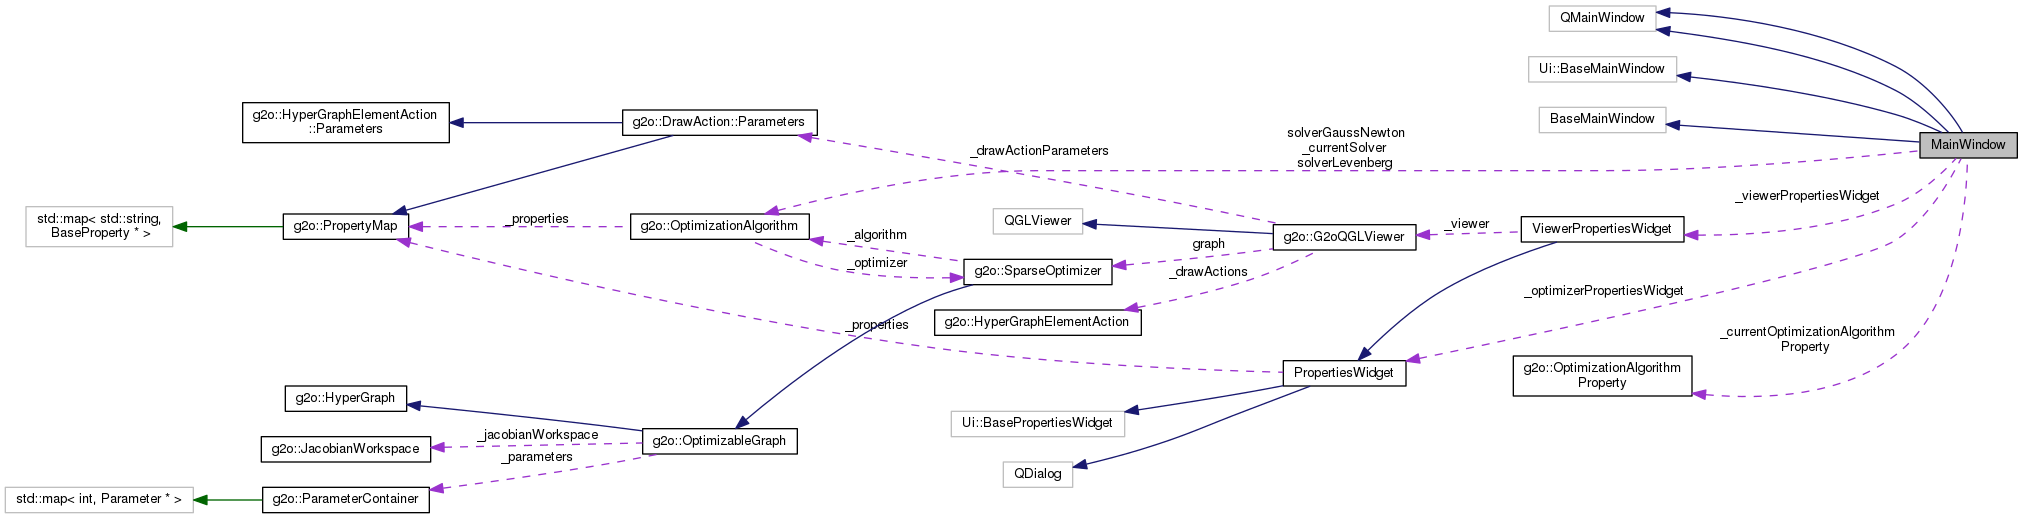 QMainWindow
Ui::BaseMainWindow
BaseMainWindow
MainWindow
g2o::HyperGraphElementAction
::Parameters
g2o::DrawAction::Parameters
_drawActionParameters
solverGaussNewton
_currentSolver
solverLevenberg
_viewerPropertiesWidget
std::map< std::string,
BaseProperty * >
g2o::PropertyMap
_properties
g2o::OptimizationAlgorithm
_algorithm
_optimizer
QGLViewer
g2o::G2oQGLViewer
_viewer
ViewerPropertiesWidget
graph
g2o::SparseOptimizer
_drawActions
g2o::HyperGraphElementAction
_optimizerPropertiesWidget
_properties
_currentOptimizationAlgorithm
Property
PropertiesWidget
g2o::OptimizationAlgorithm
Property
g2o::HyperGraph
Ui::BasePropertiesWidget
_jacobianWorkspace
g2o::OptimizableGraph
g2o::JacobianWorkspace
_parameters
QDialog
std::map< int, Parameter * >
g2o::ParameterContainer